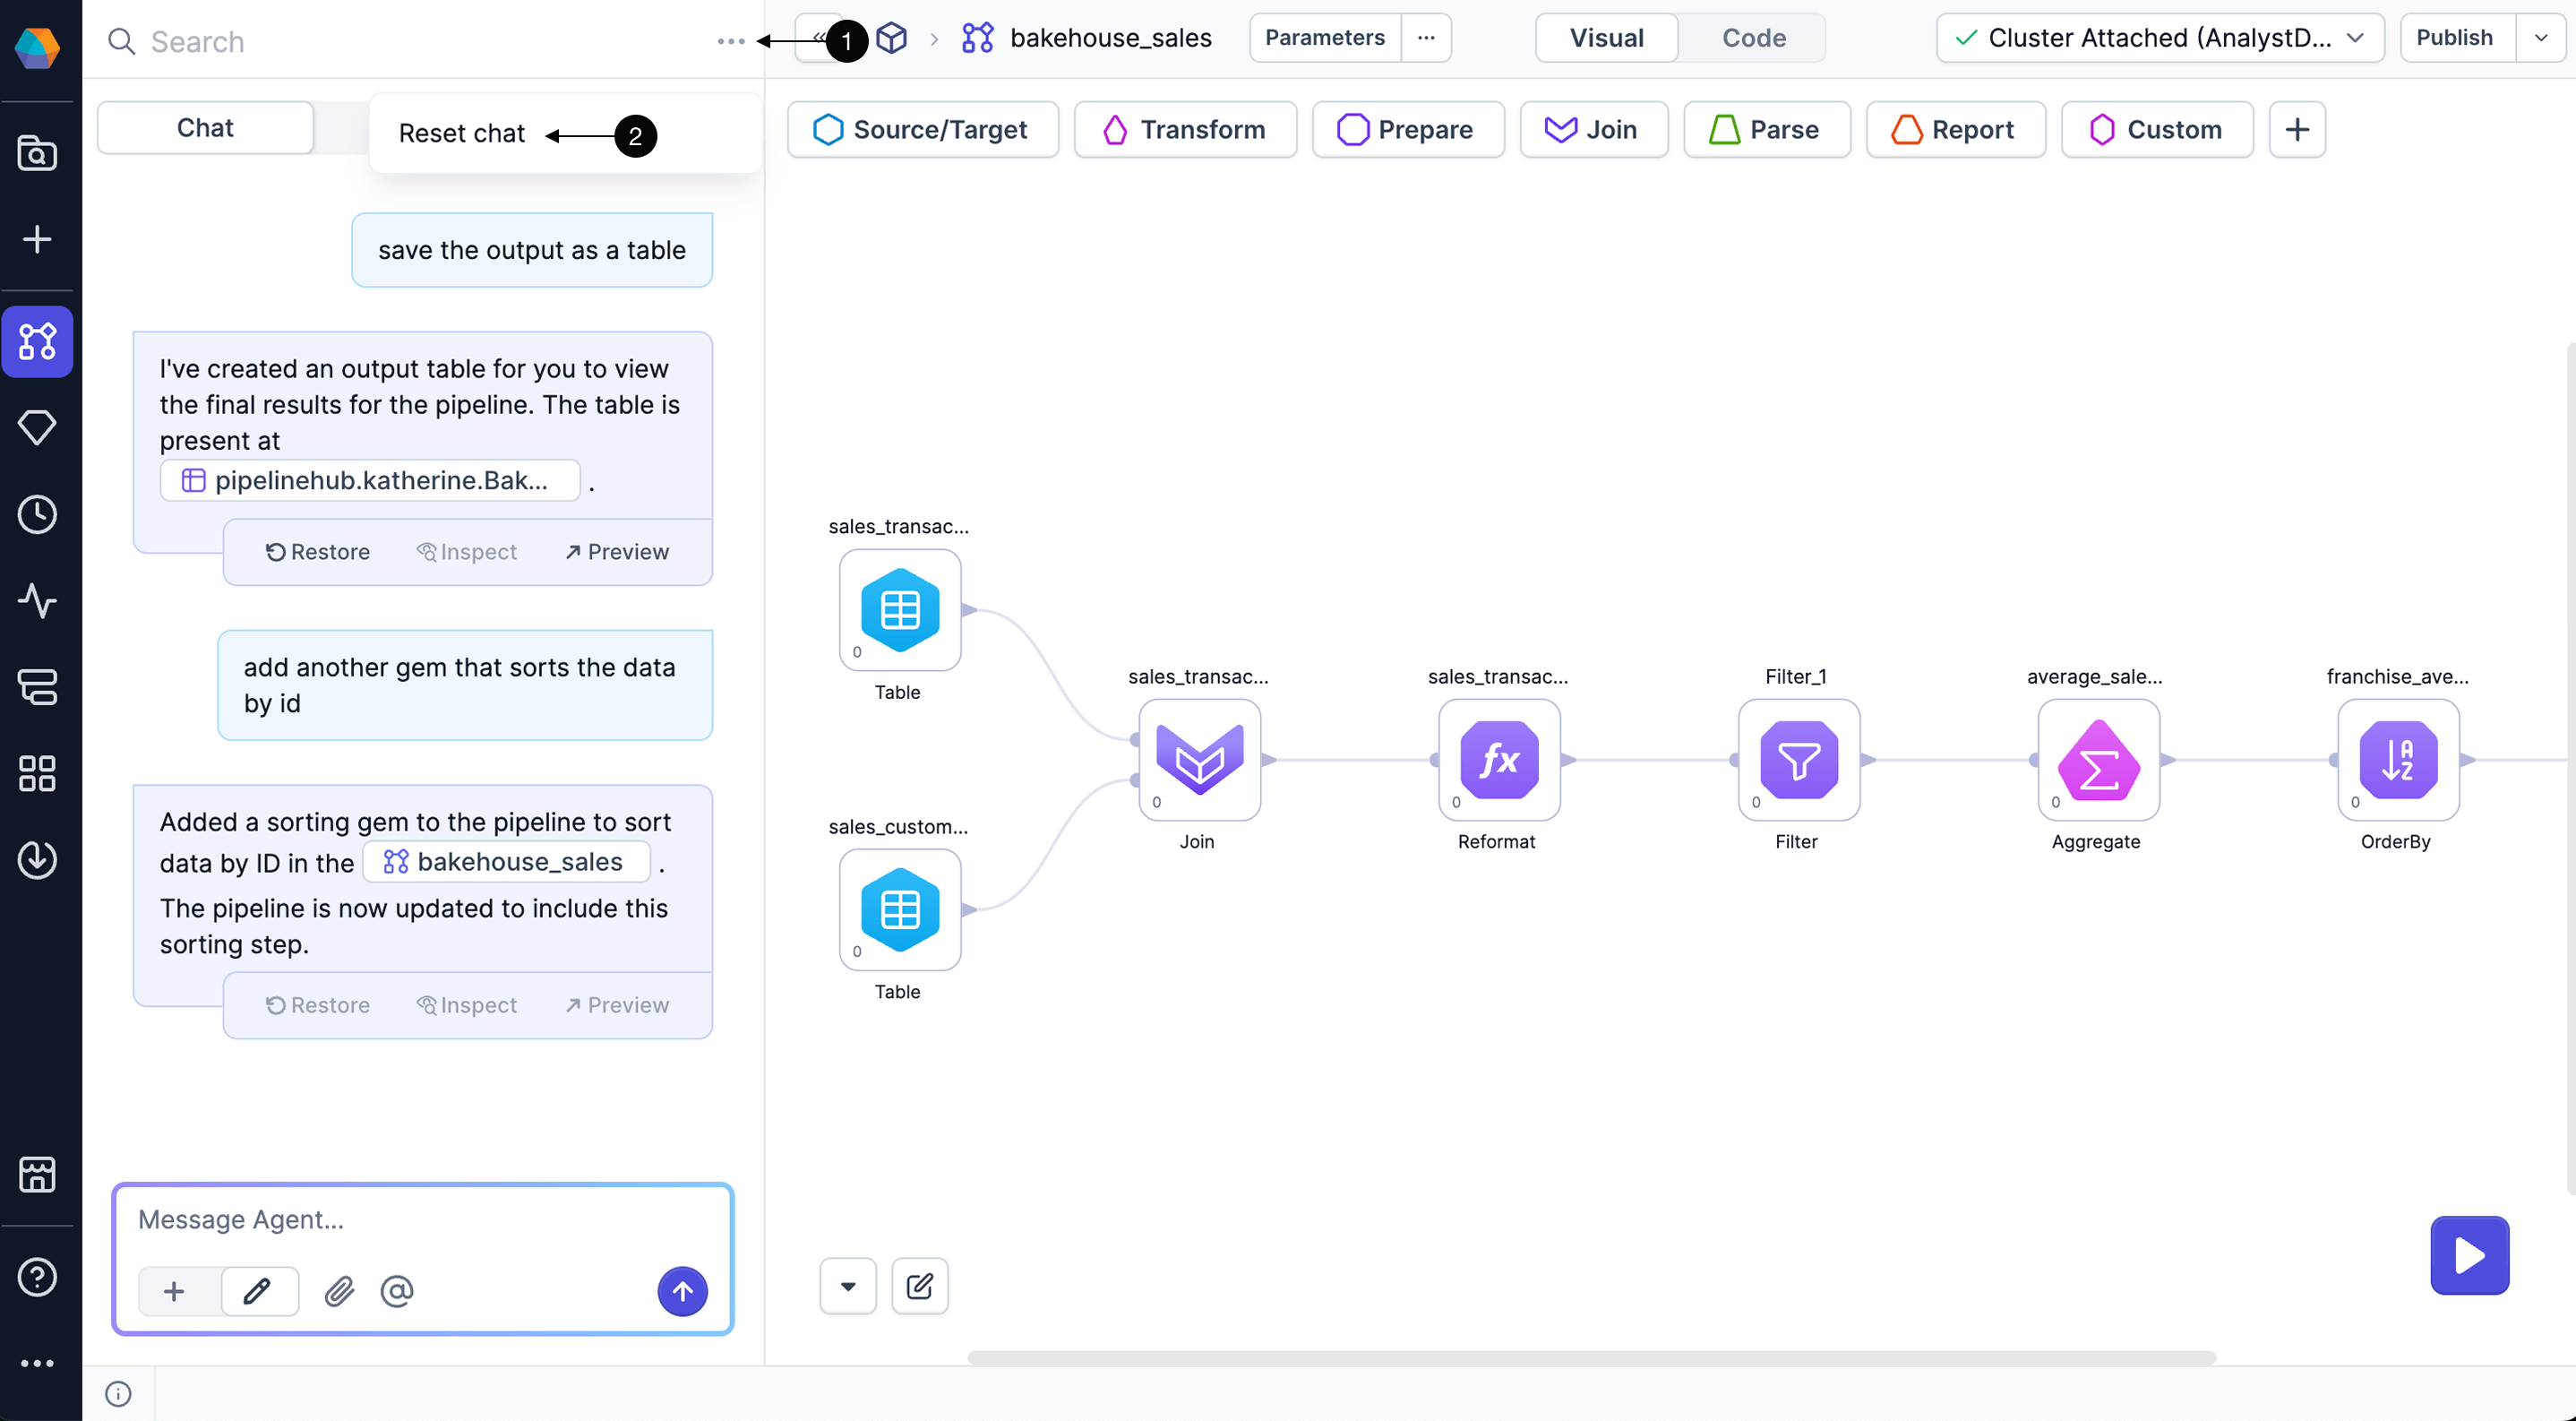 Search
1
bakehouse_sales
Parameters
Visual
Code
Cluster Attached (AnalystD...
Publish
Chat
Reset chat
2
Source/Target
Transform
Prepare
Join
Parse
Report
Custom
save the output as a table
I've created an output table for you to view
the final results for the pipeline. The table is
present at
pipelinehub.katherine.Bak... .
Restore
Inspect
Preview
add another gem that sorts the data
by id
Added a sorting gem to the pipeline to sort
data by ID in the bakehouse_sales .
The pipeline is now updated to include this
sorting step.
Restore
Inspect
Preview
Message Agent...
sales_transac...
0
Table
sales_custom...
0
Table
sales_transac...
0
Join
sales_transac...
fx
0
Reformat
Filter_1
0
Filter
average_sale...
Σ
0
Aggregate
franchise_ave...
A
Z
0
OrderBy